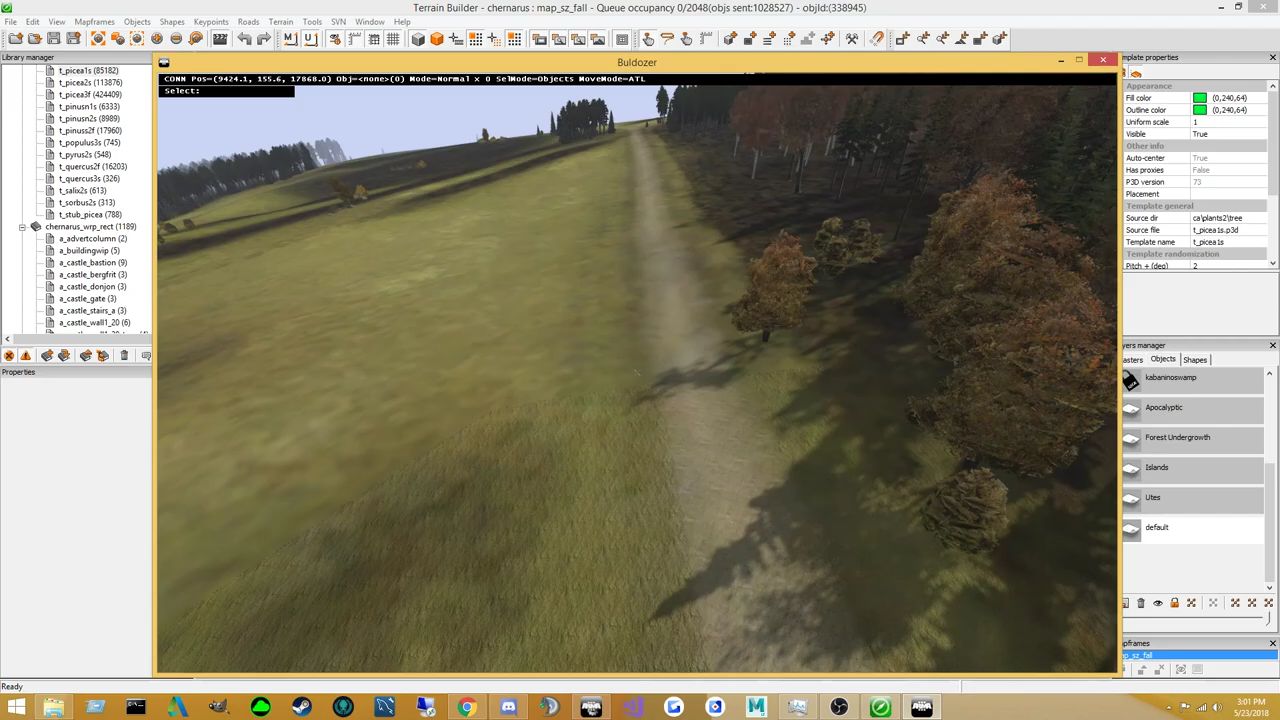 Terrain Builder - chernarus : map_sz_fall - Queue occupancy 0/2048(objs sent:1028527) - objId:(338945)
File Edit View Mapframes Objects Shapes Keypoints Roads Terrain Tools SVN Window Help
Library manager
t_picea1s (85182)
t_picea2s (113876)
t_picea3f (424409)
t_pinusn1s (6333)
t_pinusn2s (8989)
t_pinuss2f (17960)
t_populus3s (745)
t_pyrus2s (548)
t_quercus2f (16203)
t_quercus3s (326)
t_salix2s (613)
t_sorbus2s (313)
t_stub_picea (788)
chernarus_wrp_rect (1189)
a_advertcolumn (2)
a_buildingwip (5)
a_castle_bastion (9)
a_castle_bergfrit (3)
a_castle_donjon (3)
a_castle_gate (3)
a_castle_stairs_a (3)
a_castle_wall1_20 (6)
Properties
Ready
Buldozer
CONN Pos=(9424.1, 155.6, 17868.0) Obj=<none>(0) Mode=Normal x 0 SelMode=Objects MoveMode=ATL
Select:
emplate properties
Appearance
Fill color (0,240,64)
Outline color (0,240,64)
Uniform scale 1
Visible True
Other info
Auto-center True
Has proxies False
P3D version 73
Placement
Template general
Source dir ca\plants2\tree
Source file t_picea1s.p3d
Template name t_picea1s
Template randomization
Pitch + (deg) 2
yers manager
asters Objects Shapes
kabaninoswamp
Apocalyptic
Forest Undergrowth
Islands
Utes
default
apframes
ap_sz_fall
3:01 PM
5/23/2018